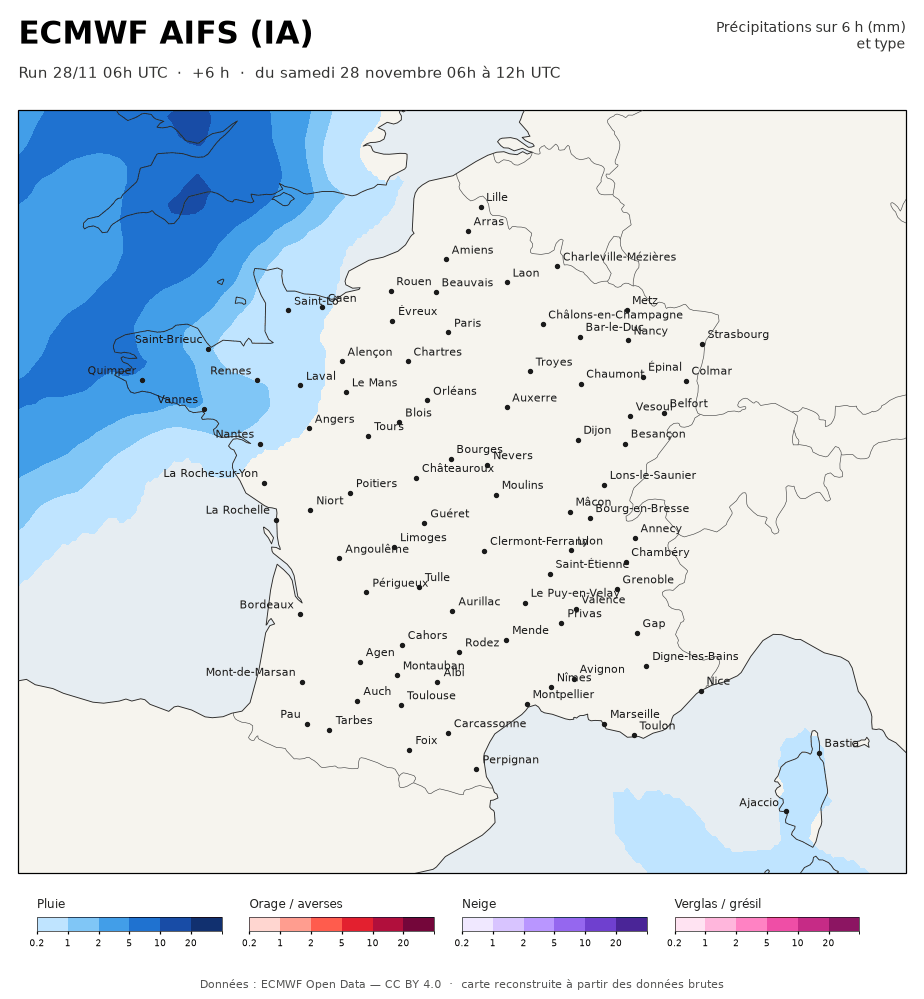 ECMWF AIFS (IA)
Précipitations sur 6 h (mm)
et type
Run 28/11 06h UTC · +6 h · du samedi 28 novembre 06h à 12h UTC
Lille
Arras
Amiens
Charleville-Mézières
Laon
Rouen
Beauvais
Saint-Lô
Caen
Metz
Évreux
Châlons-en-Champagne
Paris
Bar-le-Duc
Nancy
Saint-Brieuc
Strasbourg
Alençon
Chartres
Troyes
Quimper
Rennes
Laval
Épinal
Colmar
Le Mans
Chaumont
Orléans
Vannes
Auxerre
Belfort
Blois
Vesoul
Angers
Tours
Nantes
Dijon
Besançon
Bourges
Nevers
La Roche-sur-Yon
Châteauroux
Lons-le-Saunier
Poitiers
Moulins
Niort
Mâcon
La Rochelle
Bourg-en-Bresse
Guéret
Annecy
Limoges
Clermont-Ferrand
Lyon
Angoulême
Chambéry
Saint-Étienne
Tulle
Périgueux
Grenoble
Le Puy-en-Velay
Valence
Bordeaux
Aurillac
Privas
Gap
Cahors
Rodez
Mende
Agen
Digne-les-Bains
Mont-de-Marsan
Montauban
Albi
Nîmes
Avignon
Nice
Auch
Toulouse
Montpellier
Pau
Tarbes
Carcassonne
Marseille
Toulon
Foix
Bastia
Perpignan
Ajaccio
Pluie
Orage / averses
Neige
Verglas / grésil
0.2 1 2 5 10 20
0.2 1 2 5 10 20
0.2 1 2 5 10 20
0.2 1 2 5 10 20
Données : ECMWF Open Data — CC BY 4.0 · carte reconstruite à partir des données brutes